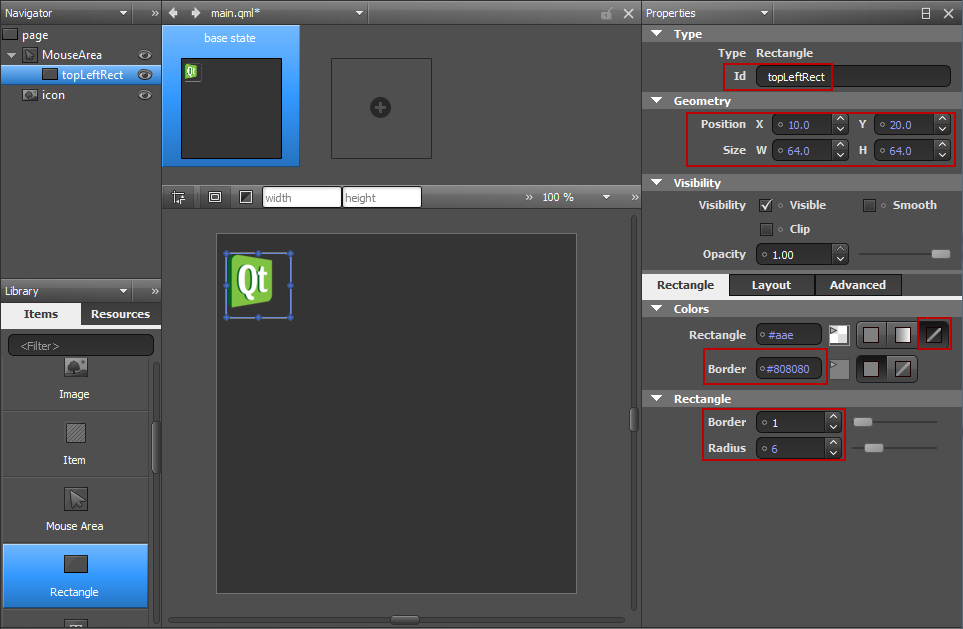 Navigator
»
page
MouseArea
topLeftRect
icon
Library
»
Items
Resources
<Filter>
Image
Item
Mouse Area
Rectangle
main.qml*
base state
Qt
width
height
»
100 %
»
Qt
Properties
Type
Type Rectangle
Id topLeftRect
Geometry
Position X 10.0 Y 20.0
Size W 64.0 H 64.0
Visibility
Visibility Visible Smooth
Clip
Opacity 1.00
Rectangle Layout Advanced
Colors
Rectangle #aae
Border #808080
Rectangle
Border 1
Radius 6